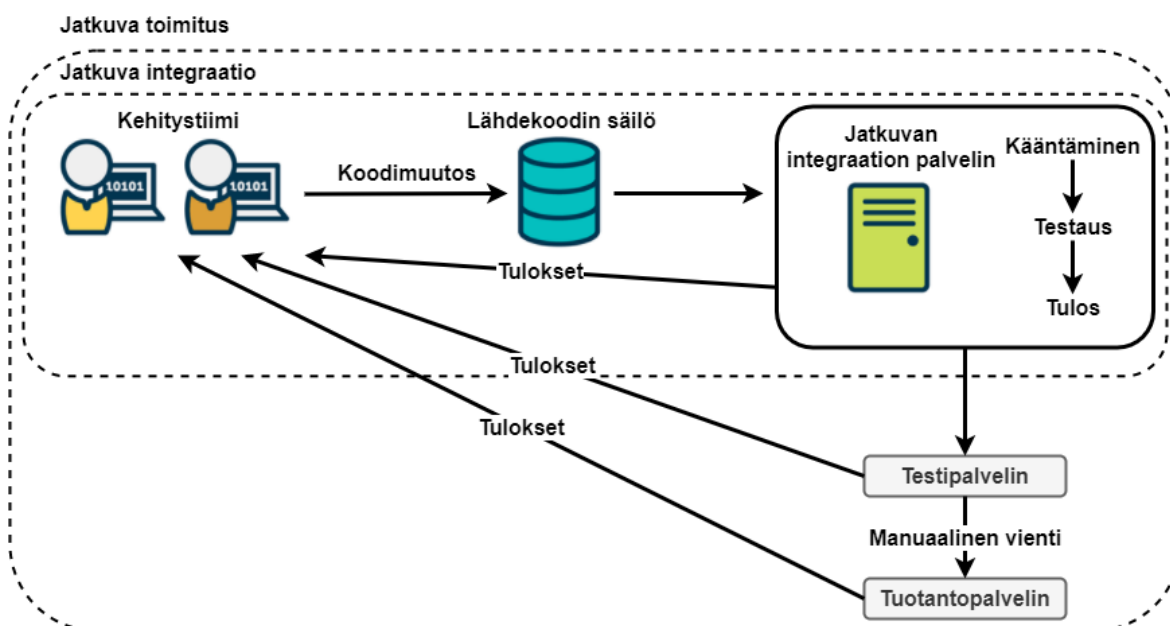 Jatkuva toimitus
Jatkuva integraatio
Kehitystiimi
Lähdekoodin säilö
Jatkuvan
integraation palvelin
Kääntäminen
10101
10101
Koodimuutos
Testaus
Tulokset
Tulos
Tulokset
Tulokset
Testipalvelin
Manuaalinen vienti
Tuotantopalvelin